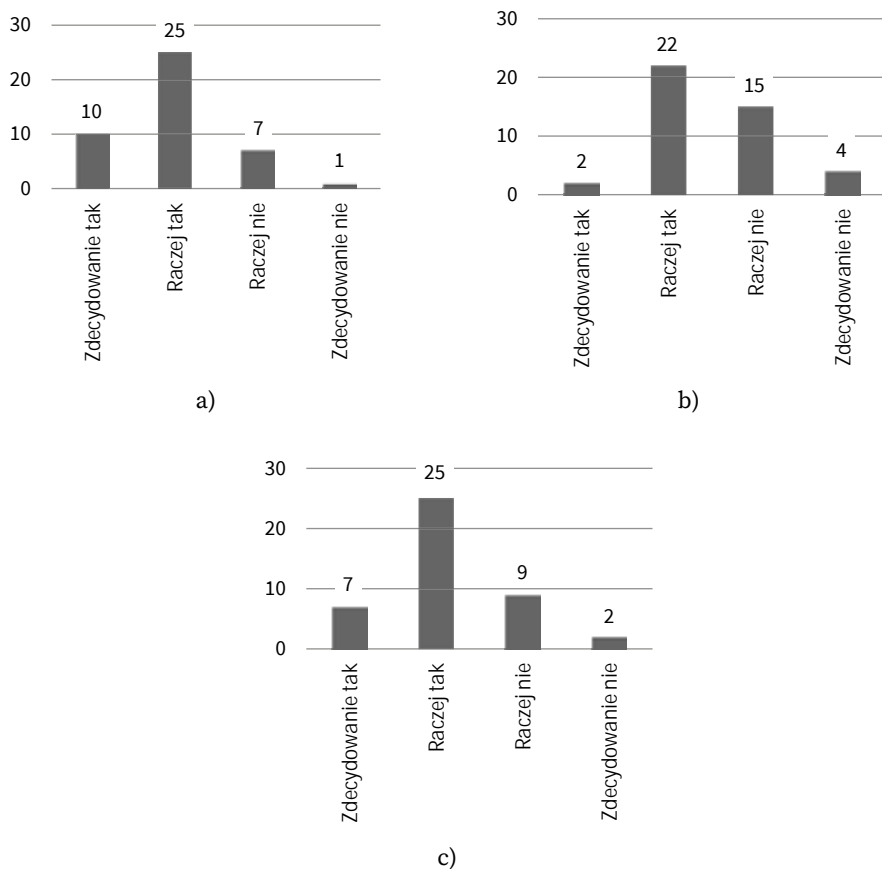 30
20
10
0
10
25
7
1
Zdecydowanie tak
Raczej tak
Raczej nie
Zdecydowanie nie
a)
30
20
10
0
2
22
15
4
Zdecydowanie tak
Raczej tak
Raczej nie
Zdecydowanie nie
b)
30
20
10
0
7
25
9
2
Zdecydowanie tak
Raczej tak
Raczej nie
Zdecydowanie nie
c)